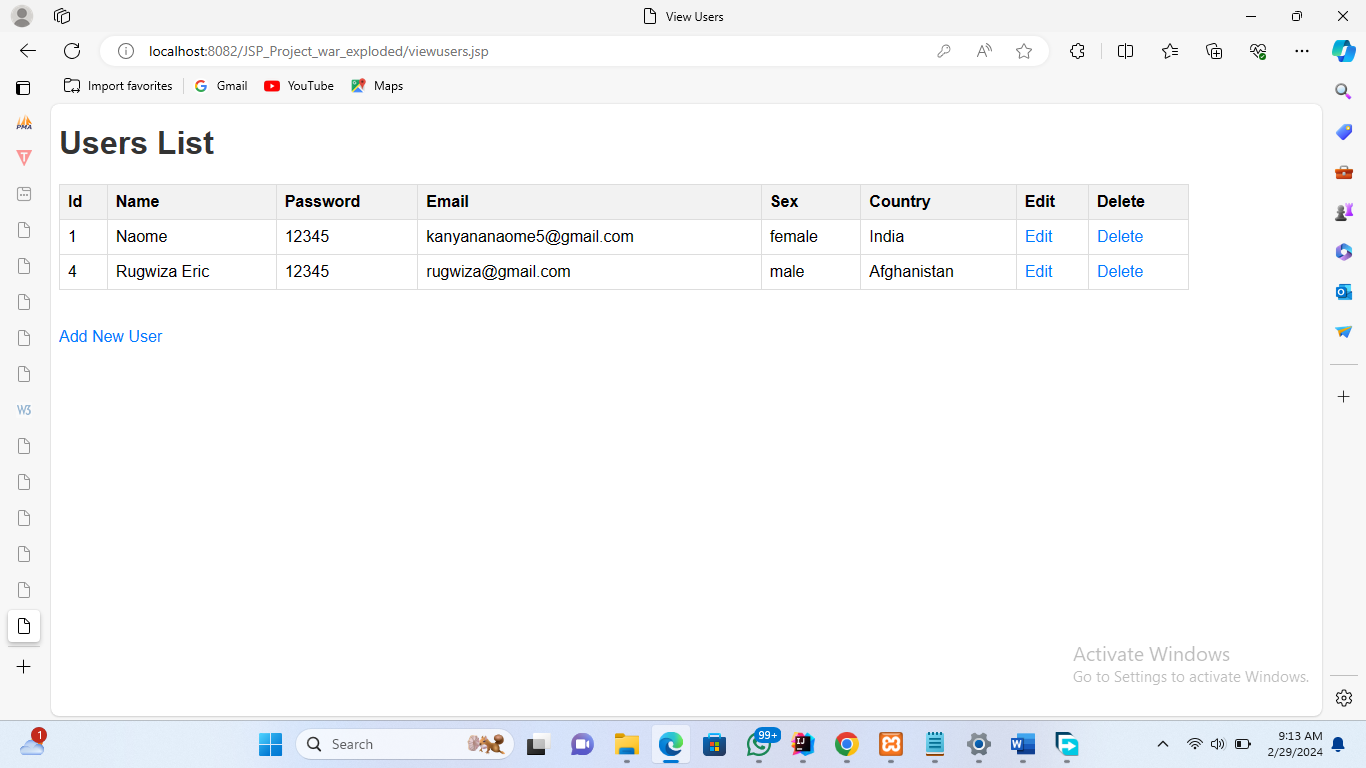 View Users
localhost:8082/JSP_Project_war_exploded/viewusers.jsp
Import favorites Gmail YouTube Maps
PMA
T
W3
Users List
Id Name Password Email Sex Country Edit Delete
1 Naome 12345 kanyananaome5@gmail.com female India Edit Delete
4 Rugwiza Eric 12345 rugwiza@gmail.com male Afghanistan Edit Delete
Add New User
Activate Windows
Go to Settings to activate Windows.
1
Search
99+
9:13 AM
2/29/2024